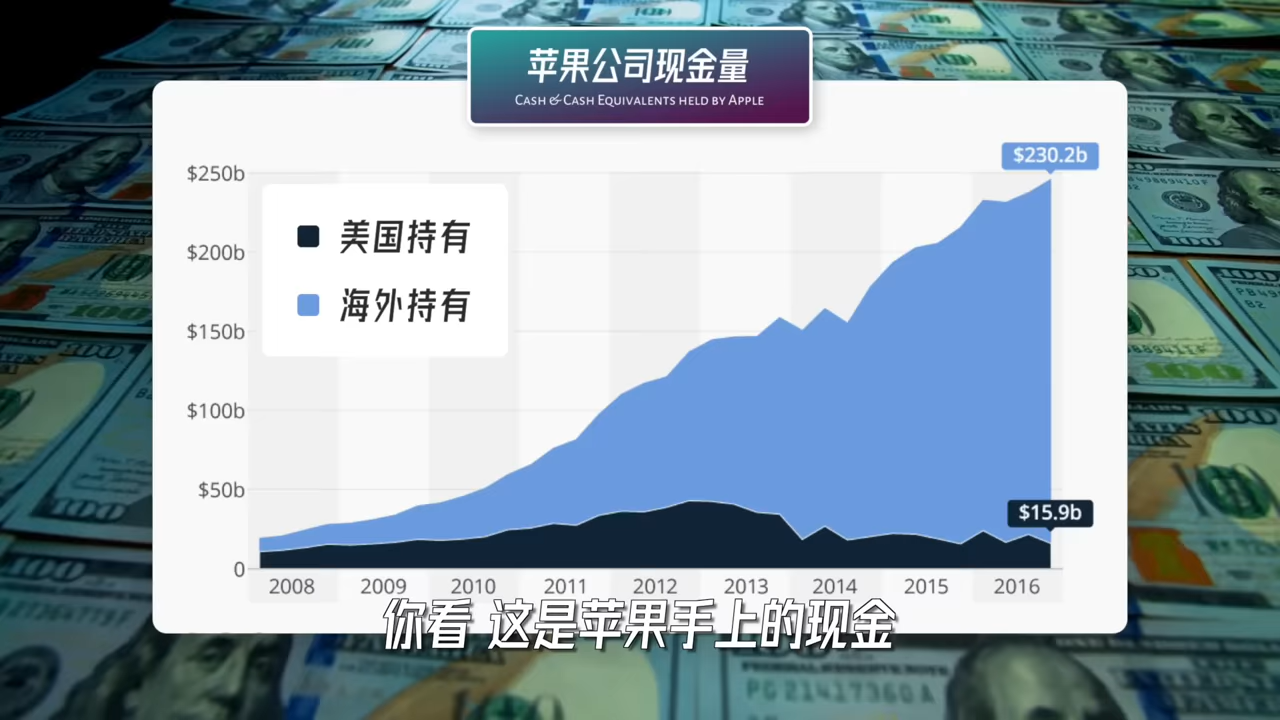 苹果公司现金量
Cash & Cash Equivalents held by Apple
$230.2b
$250b
$200b
$150b
$100b
$50b
0
美国持有
海外持有
$15.9b
2008 2009 2010 2011 2012 2013 2014 2015 2016
你看 这是苹果手上的现金